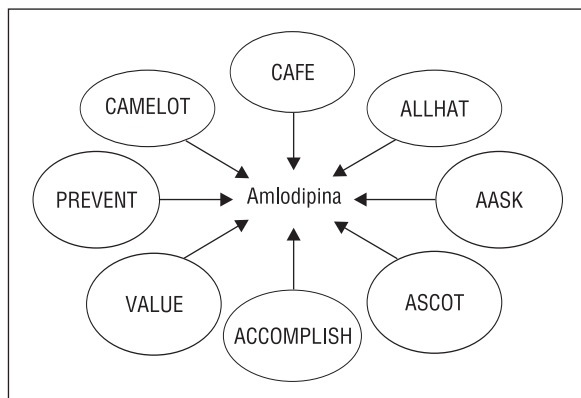 CAFE
CAMELOT
ALLHAT
PREVENT
Amlodipina
AASK
VALUE
ASCOT
ACCOMPLISH